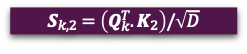 S_{k,2} = (Q_k^T. K_2)/√D